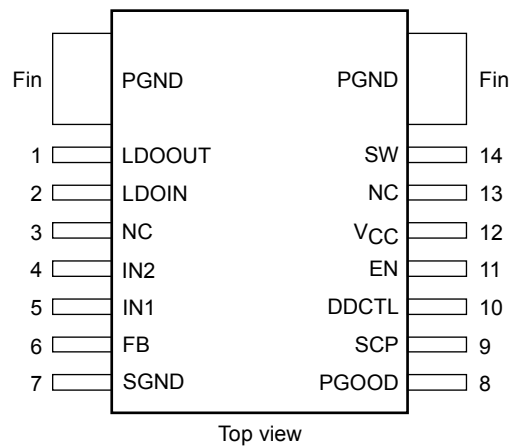 Fin PGND PGND Fin
1 LDOOUT SW 14
2 LDOIN NC 13
3 NC VCC 12
4 IN2 EN 11
5 IN1 DDCTL 10
6 FB SCP 9
7 SGND PGOOD 8
Top view